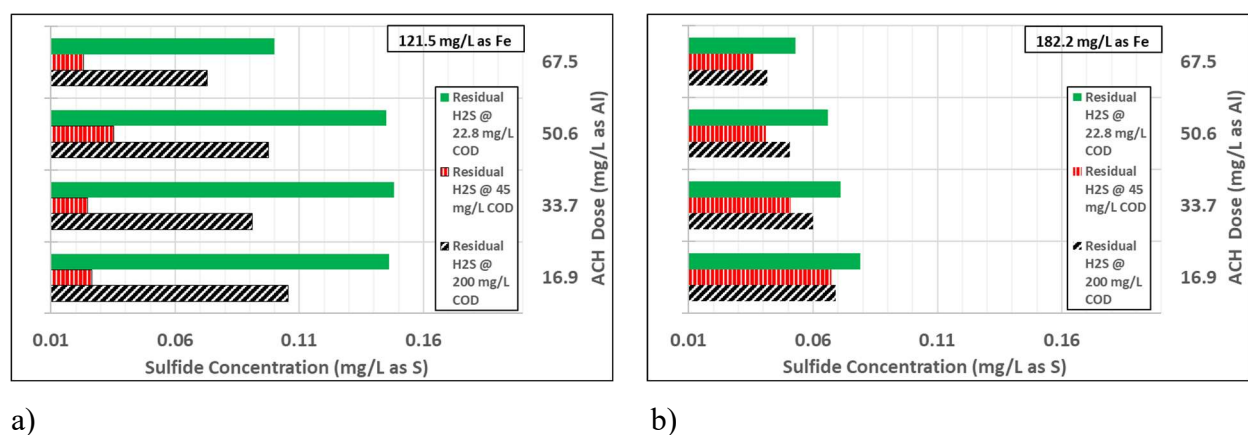 121.5 mg/L as Fe
67.5
50.6
33.7
16.9
ACH Dose (mg/L as Al)
Residual
H2S @
22.8 mg/L
COD
Residual
H2S @ 45
mg/L COD
Residual
H2S @
200 mg/L
COD
0.01
0.06
0.11
0.16
Sulfide Concentration (mg/L as S)
a)
182.2 mg/L as Fe
67.5
50.6
33.7
16.9
ACH Dose (mg/L as Al)
Residual
H2S @
22.8 mg/L
COD
Residual
H2S @ 45
mg/L COD
Residual
H2S @
200 mg/L
COD
0.01
0.06
0.11
0.16
Sulfide Concentration (mg/L as S)
b)